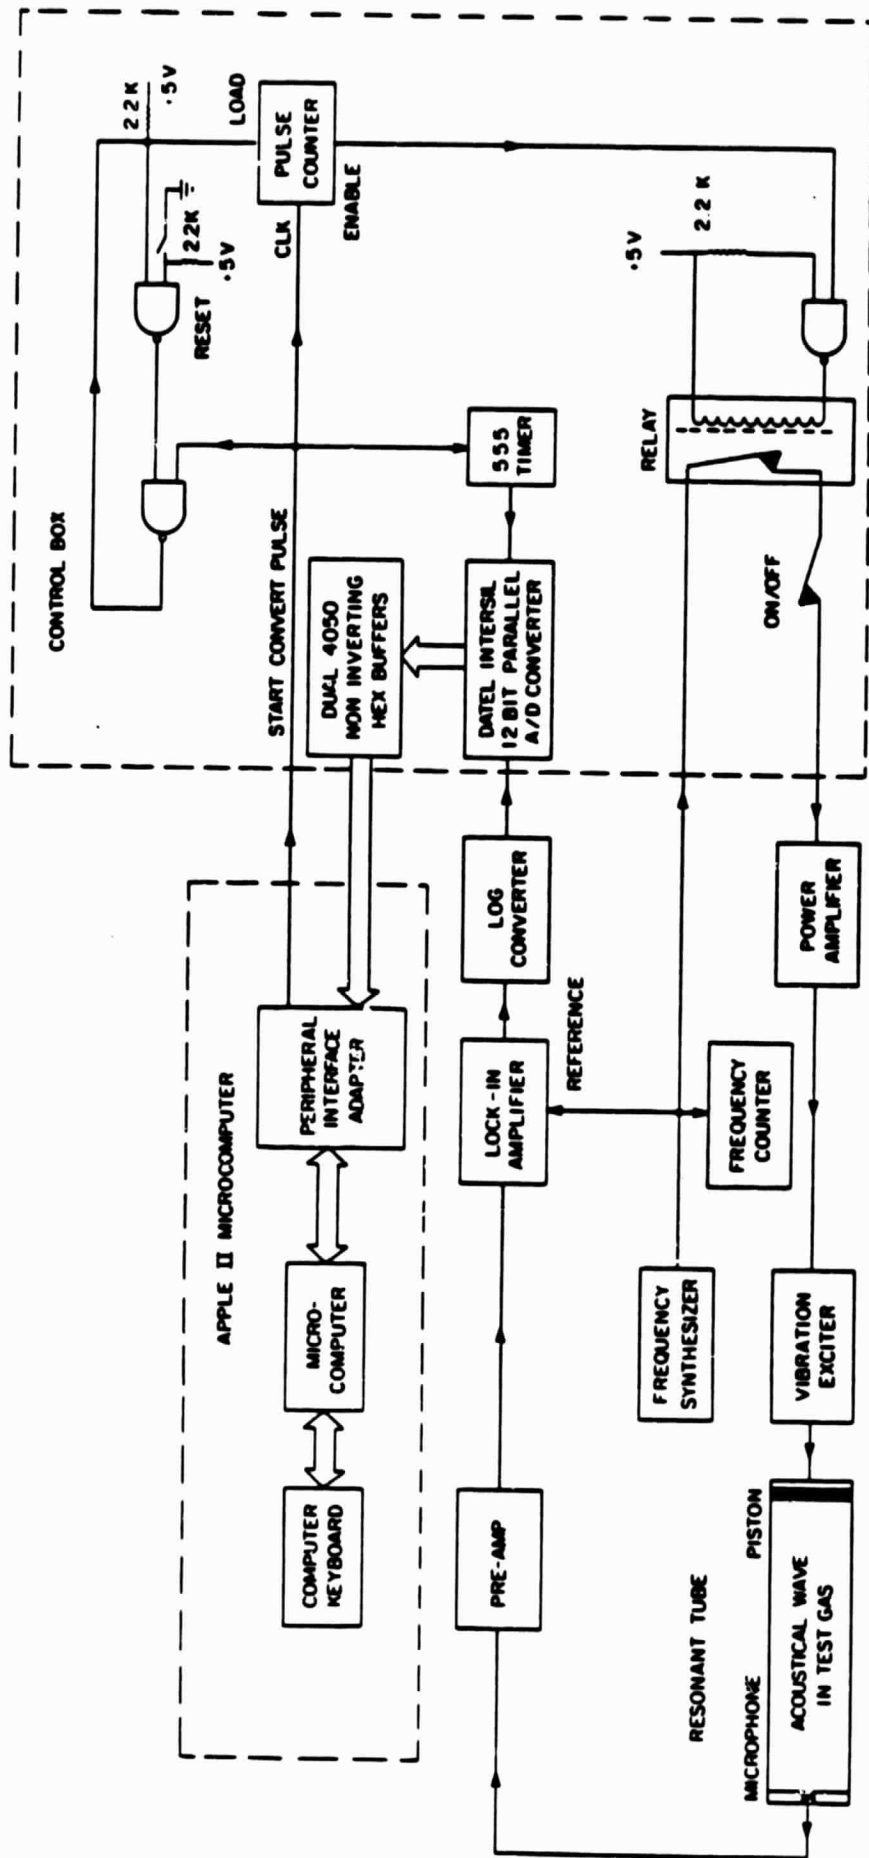 CONTROL BOX
22K
.5V
22K
.5V
RESET
LOAD
PULSE
COUNTER
CLK
ENABLE
START CONVERT PULSE
555
TIMER
DUAL 4050
NON INVERTING
HEX BUFFERS
DATEL INTERSIL
12 BIT PARALLEL
A/D CONVERTER
.5V
2.2 K
RELAY
ON/OFF
APPLE II MICROCOMPUTER
COMPUTER
KEYBOARD
MICRO-
COMPUTER
PERIPHERAL
INTERFACE
ADAPTER
PRE-AMP
LOCK-IN
AMPLIFIER
LOG
CONVERTER
REFERENCE
FREQUENCY
SYNTHESIZER
FREQUENCY
COUNTER
POWER
AMPLIFIER
VIBRATION
EXCITER
RESONANT TUBE
MICROPHONE
PISTON
ACOUSTICAL WAVE
IN TEST GAS